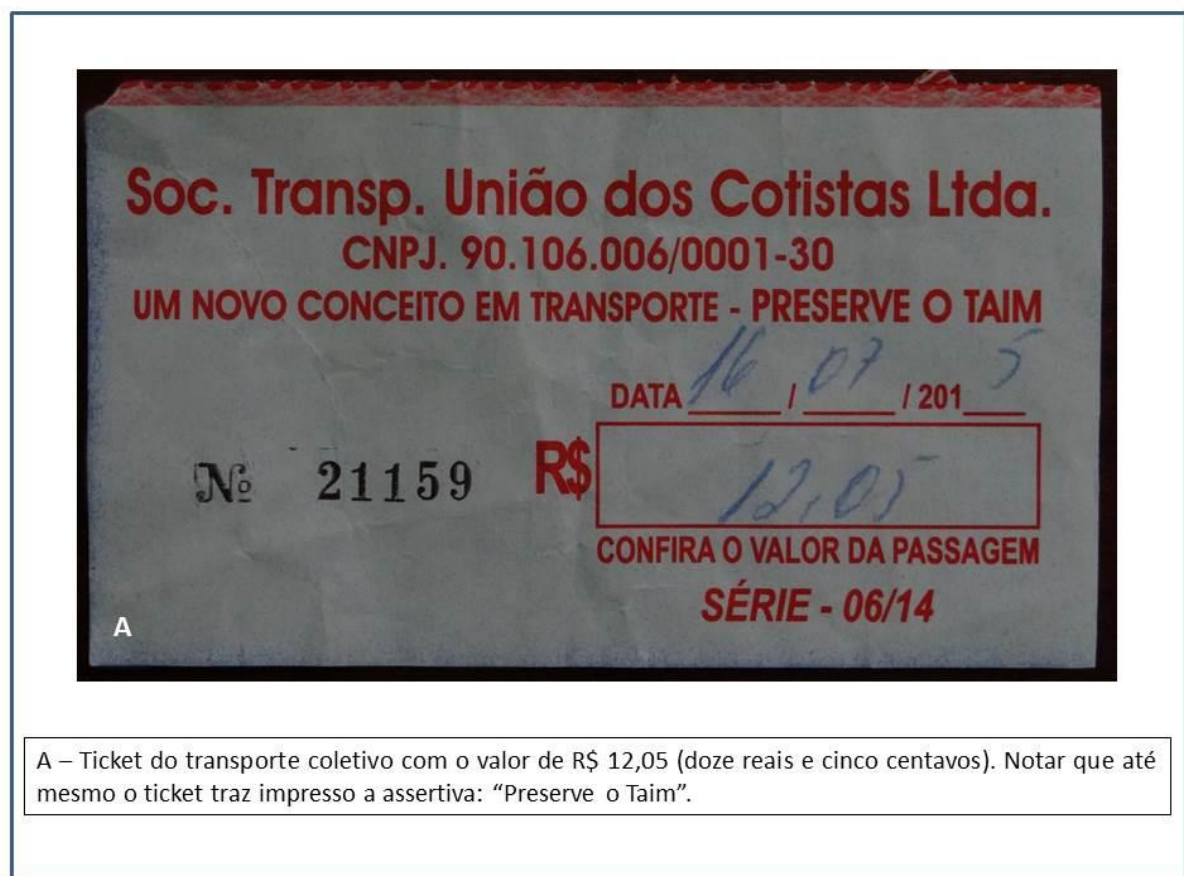 Soc. Transp. União dos Cotistas Ltda.
CNPJ. 90.106.006/0001-30
UM NOVO CONCEITO EM TRANSPORTE - PRESERVE O TAIM
DATA 16 / 07 / 2015
Nº 21159 R$ 12,05
CONFIRA O VALOR DA PASSAGEM
SÉRIE - 06/14
A
A – Ticket do transporte coletivo com o valor de R$ 12,05 (doze reais e cinco centavos). Notar que até
mesmo o ticket traz impresso a assertiva: “Preserve o Taim”.